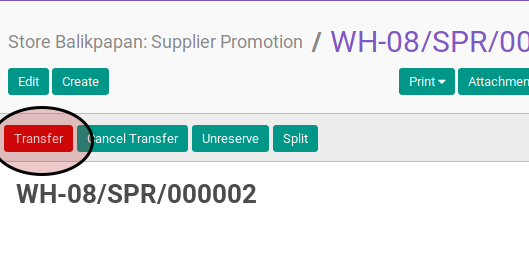 Store Balikpapan: Supplier Promotion / WH-08/SPR/00
Edit Create Print Attachmen
Transfer Cancel Transfer Unreserve Split
WH-08/SPR/000002